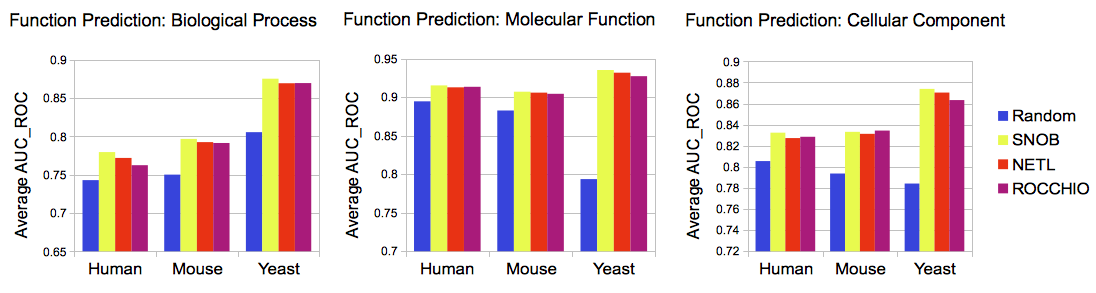 Function Prediction: Biological Process
Average AUC_ROC
0.9
0.85
0.8
0.75
0.7
0.65
Human Mouse Yeast
Function Prediction: Molecular Function
Average AUC_ROC
0.95
0.9
0.85
0.8
0.75
0.7
Human Mouse Yeast
Function Prediction: Cellular Component
Average AUC_ROC
0.9
0.88
0.86
0.84
0.82
0.8
0.78
0.76
0.74
0.72
Human Mouse Yeast
Random
SNOB
NETL
ROCCHIO